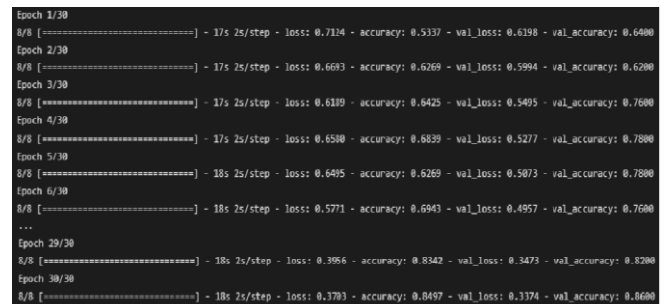 Epoch 1/30
8/8 [==============================] - 17s 2s/step - loss: 0.7124 - accuracy: 0.5337 - val_loss: 0.6198 - val_accuracy: 0.6400
Epoch 2/30
8/8 [==============================] - 17s 2s/step - loss: 0.6693 - accuracy: 0.6269 - val_loss: 0.5994 - val_accuracy: 0.6200
Epoch 3/30
8/8 [==============================] - 17s 2s/step - loss: 0.6189 - accuracy: 0.6425 - val_loss: 0.5495 - val_accuracy: 0.7600
Epoch 4/30
8/8 [==============================] - 17s 2s/step - loss: 0.6580 - accuracy: 0.6839 - val_loss: 0.5277 - val_accuracy: 0.7800
Epoch 5/30
8/8 [==============================] - 18s 2s/step - loss: 0.6495 - accuracy: 0.6269 - val_loss: 0.5073 - val_accuracy: 0.7800
Epoch 6/30
8/8 [==============================] - 18s 2s/step - loss: 0.5771 - accuracy: 0.6943 - val_loss: 0.4957 - val_accuracy: 0.7600
...
Epoch 29/30
8/8 [==============================] - 18s 2s/step - loss: 0.3956 - accuracy: 0.8342 - val_loss: 0.3473 - val_accuracy: 0.8200
Epoch 30/30
8/8 [==============================] - 18s 2s/step - loss: 0.3703 - accuracy: 0.8497 - val_loss: 0.3374 - val_accuracy: 0.8600